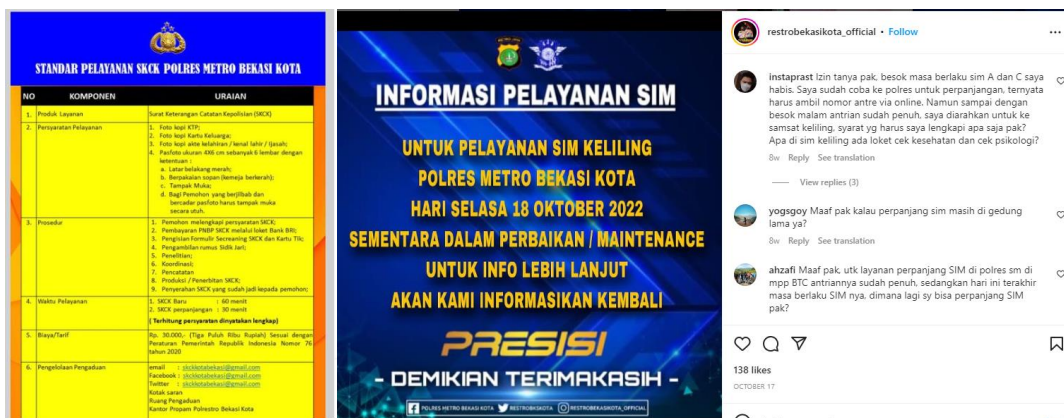 STANDAR PELAYANAN SKCK POLRES METRO BEKASI KOTA
NO KOMPONEN URAIAN
1. Produk Layanan Surat Keterangan Catatan Kepolisian (SKCK)
2. Persyaratan Pelayanan 1. Foto kopi KTP;
2. Foto kopi Kartu Keluarga;
3. Foto kopi akte kelahiran / kenal lahir / Ijasah;
4. Pasfoto ukuran 4X6 cm sebanyak 6 lembar dengan
ketentuan :
a. Latar belakang merah;
b. Berpakaian sopan (kemeja berkerah);
c. Tampak Muka;
d. Bagi Pemohon yang berjilbab dan
bercadar pasfoto harus tampak muka
secara utuh.
3. Prosedur 1. Pemohon melengkapi persyaratan SKCK;
2. Pembayaran PNBP SKCK melalui loket Bank BRI;
3. Pengisian Formulir Secreaning SKCK dan Kartu Tik;
4. Pengambilan rumus Sidik Jari;
5. Penelitian;
6. Koordinasi;
7. Pencatatan
8. Produksi / Penerbitan SKCK;
9. Penyerahan SKCK yang sudah jadi kepada pemohon;
4. Waktu Pelayanan 1. SKCK Baru : 60 menit
2. SKCK perpanjangan : 30 menit
( Terhitung persyaratan dinyatakan lengkap)
5. Biaya/Tarif Rp. 30.000,- (Tiga Puluh Ribu Rupiah) Sesuai dengan
Peraturan Pemerintah Republik Indonesia Nomor 76
tahun 2020
6. Pengelolaan Pengaduan email : skckkotabekasi@gmail.com
Facebook : skckkotabekasi@gmail.com
Twitter : skckkotabekasi@gmail.com
Kotak saran
Ruang Pengaduan
Kantor Propam Polrestro Bekasi Kota
INFORMASI PELAYANAN SIM
UNTUK PELAYANAN SIM KELILING
POLRES METRO BEKASI KOTA
HARI SELASA 18 OKTOBER 2022
SEMENTARA DALAM PERBAIKAN / MAINTENANCE
UNTUK INFO LEBIH LANJUT
AKAN KAMI INFORMASIKAN KEMBALI
PRESISI
- DEMIKIAN TERIMAKASIH -
POLRES METRO BEKASI KOTA RESTROBKSIKOTA RESTROBEKASIKOTA_OFFICIAL
restrobekasikota_official • Follow
instaprast Izin tanya pak, besok masa berlaku sim A dan C saya
habis. Saya sudah coba ke polres untuk perpanjangan, ternyata
harus ambil nomor antre via online. Namun sampai dengan
besok malam antrian sudah penuh, saya diarahkan untuk ke
samsat keliling. syarat yg harus saya lengkapi apa saja pak?
Apa di sim keliling ada loket cek kesehatan dan cek psikologi?
8w Reply See translation
View replies (3)
yogsgoy Maaf pak kalau perpanjang sim masih di gedung
lama ya?
8w Reply See translation
ahzafi Maaf pak, utk layanan perpanjang SIM di polres sm di
mpp BTC antriannya sudah penuh, sedangkan hari ini terakhir
masa berlaku SIM nya, dimana lagi sy bisa perpanjang SIM
pak?
138 likes
OCTOBER 17